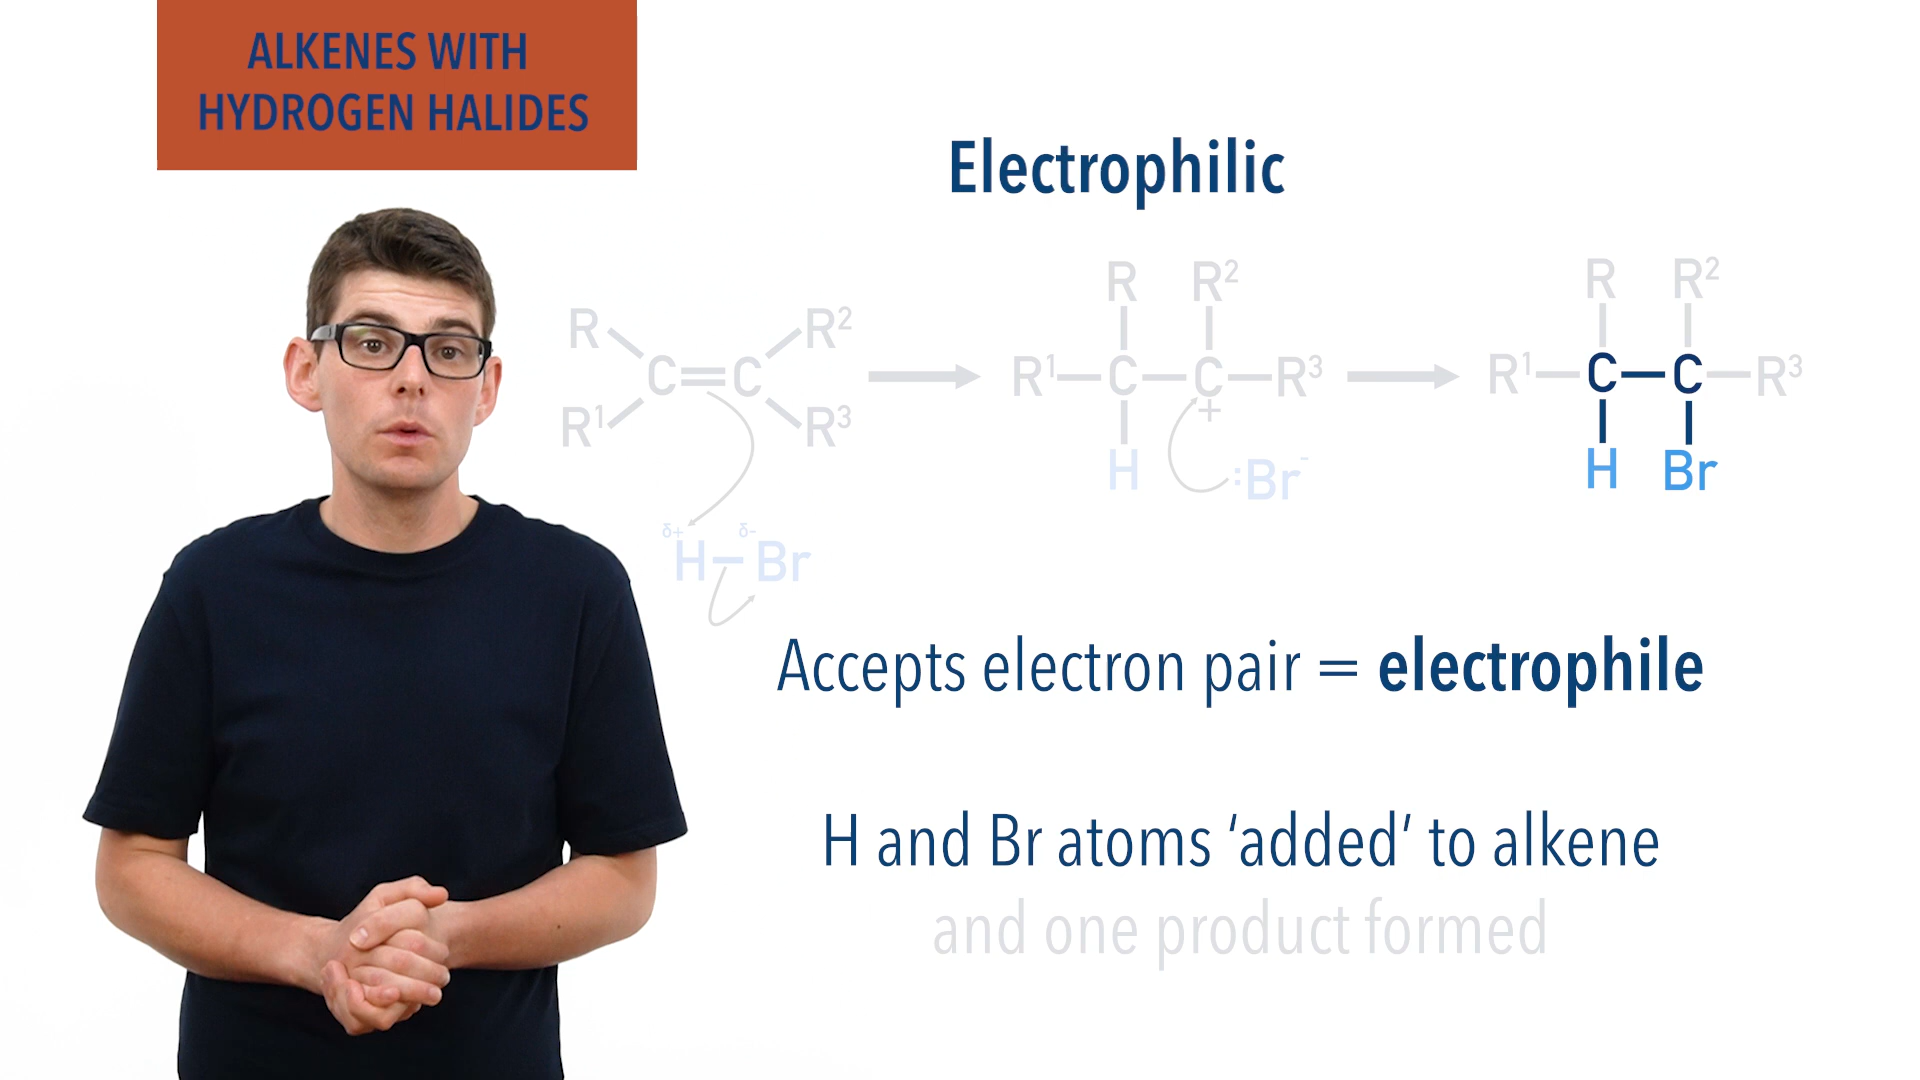 ALKENES WITH
HYDROGEN HALIDES
Electrophilic
R R²
C=C
R¹ R³
δ+ δ-
H–Br
R R²
R¹–C–C–R³
+
H :Br⁻
R R²
R¹–C–C–R³
H Br
Accepts electron pair = electrophile
H and Br atoms ‘added’ to alkene
and one product formed